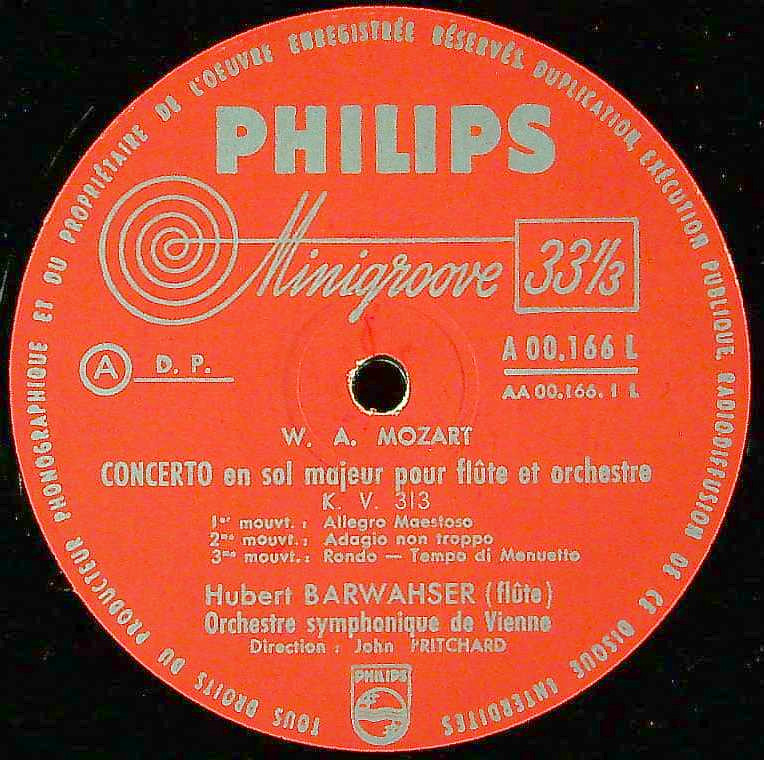 TOUS DROITS DU PRODUCTEUR PHONOGRAPHIQUE ET DU PROPRIÉTAIRE DE L'OEUVRE ENREGISTRÉE RÉSERVÉS. DUPLICATION, EXÉCUTION PUBLIQUE, RADIODIFFUSION DE CE DISQUE INTERDITES
PHILIPS
Minigroove 33⅓
A D. P.
A 00.166 L
AA 00.166. 1 L
W. A. MOZART
CONCERTO en sol majeur pour flûte et orchestre
K. V. 313
1er mouvt. : Allegro Maestoso
2me mouvt. : Adagio non troppo
3me mouvt. : Rondo — Tempo di Menuetto
Hubert BARWAHSER (flûte)
Orchestre symphonique de Vienne
Direction : John PRITCHARD
PHILIPS